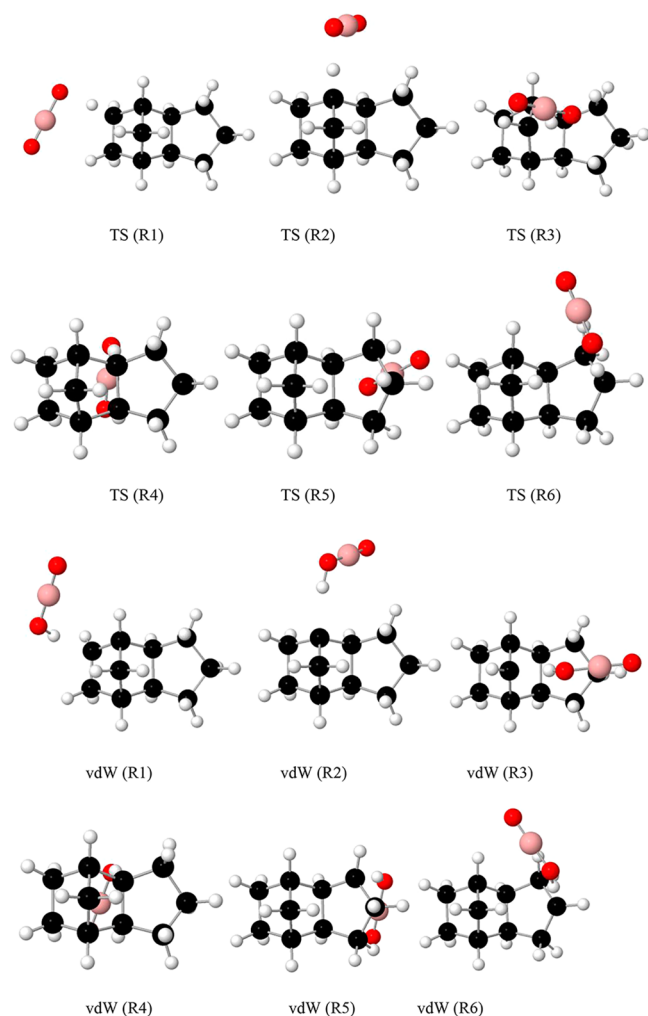 TS (R1) TS (R2) TS (R3)
TS (R4) TS (R5) TS (R6)
vdW (R1) vdW (R2) vdW (R3)
vdW (R4) vdW (R5) vdW (R6)